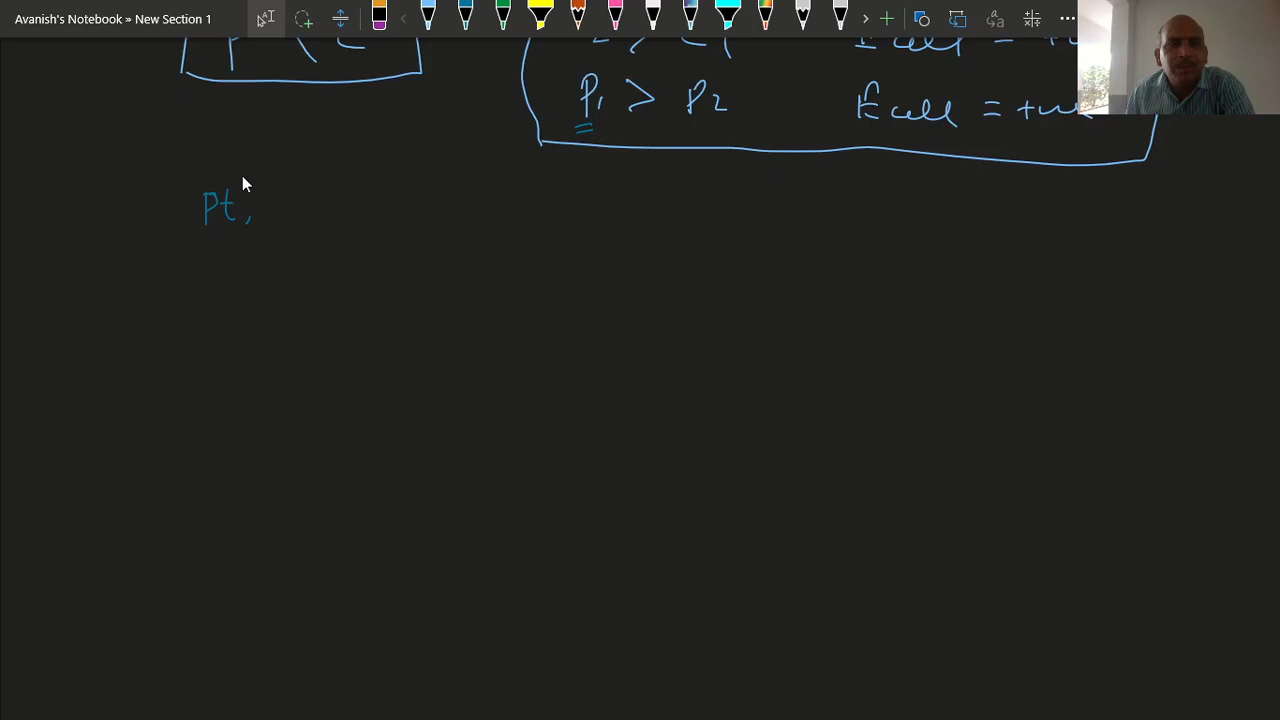 Avanish's Notebook » New Section 1
P₁ > P₂ Ecell = +ve
Pt,